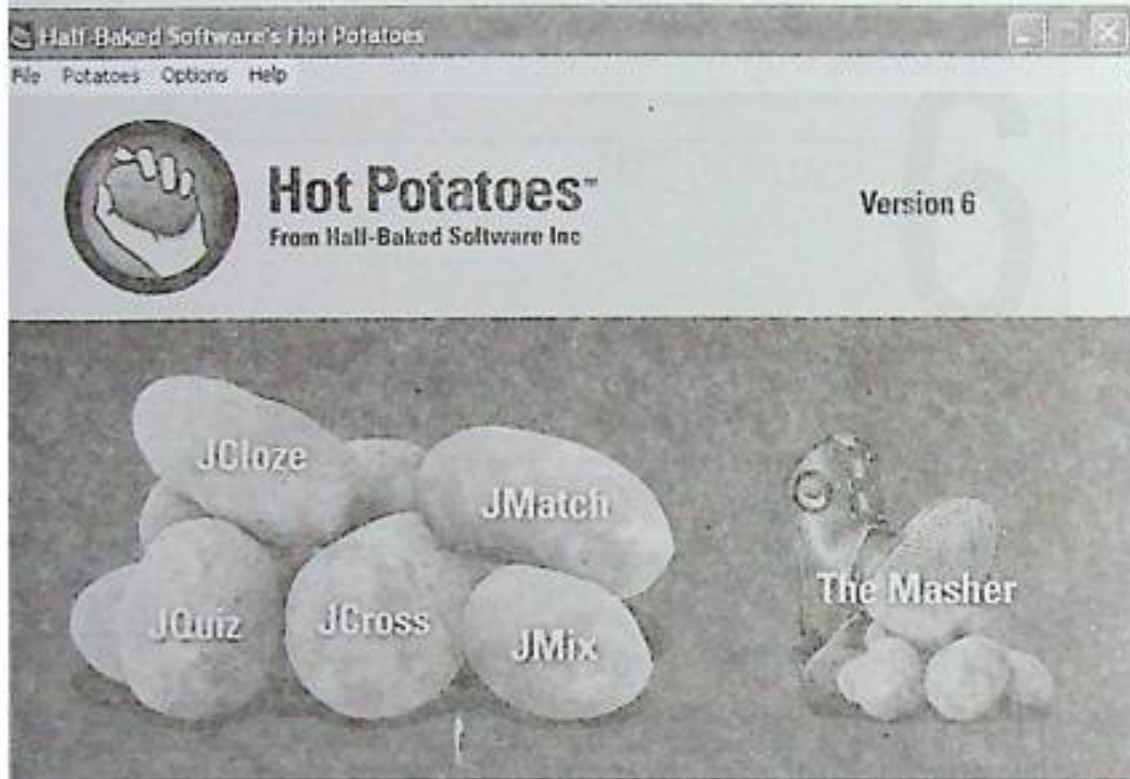 Half-Baked Software's Hot Potatoes
File Potatoes Options Help
6
Hot Potatoes™
From Half-Baked Software Inc
Version 6
JCloze
JMatch
JQuiz
JCross
JMix
The Masher